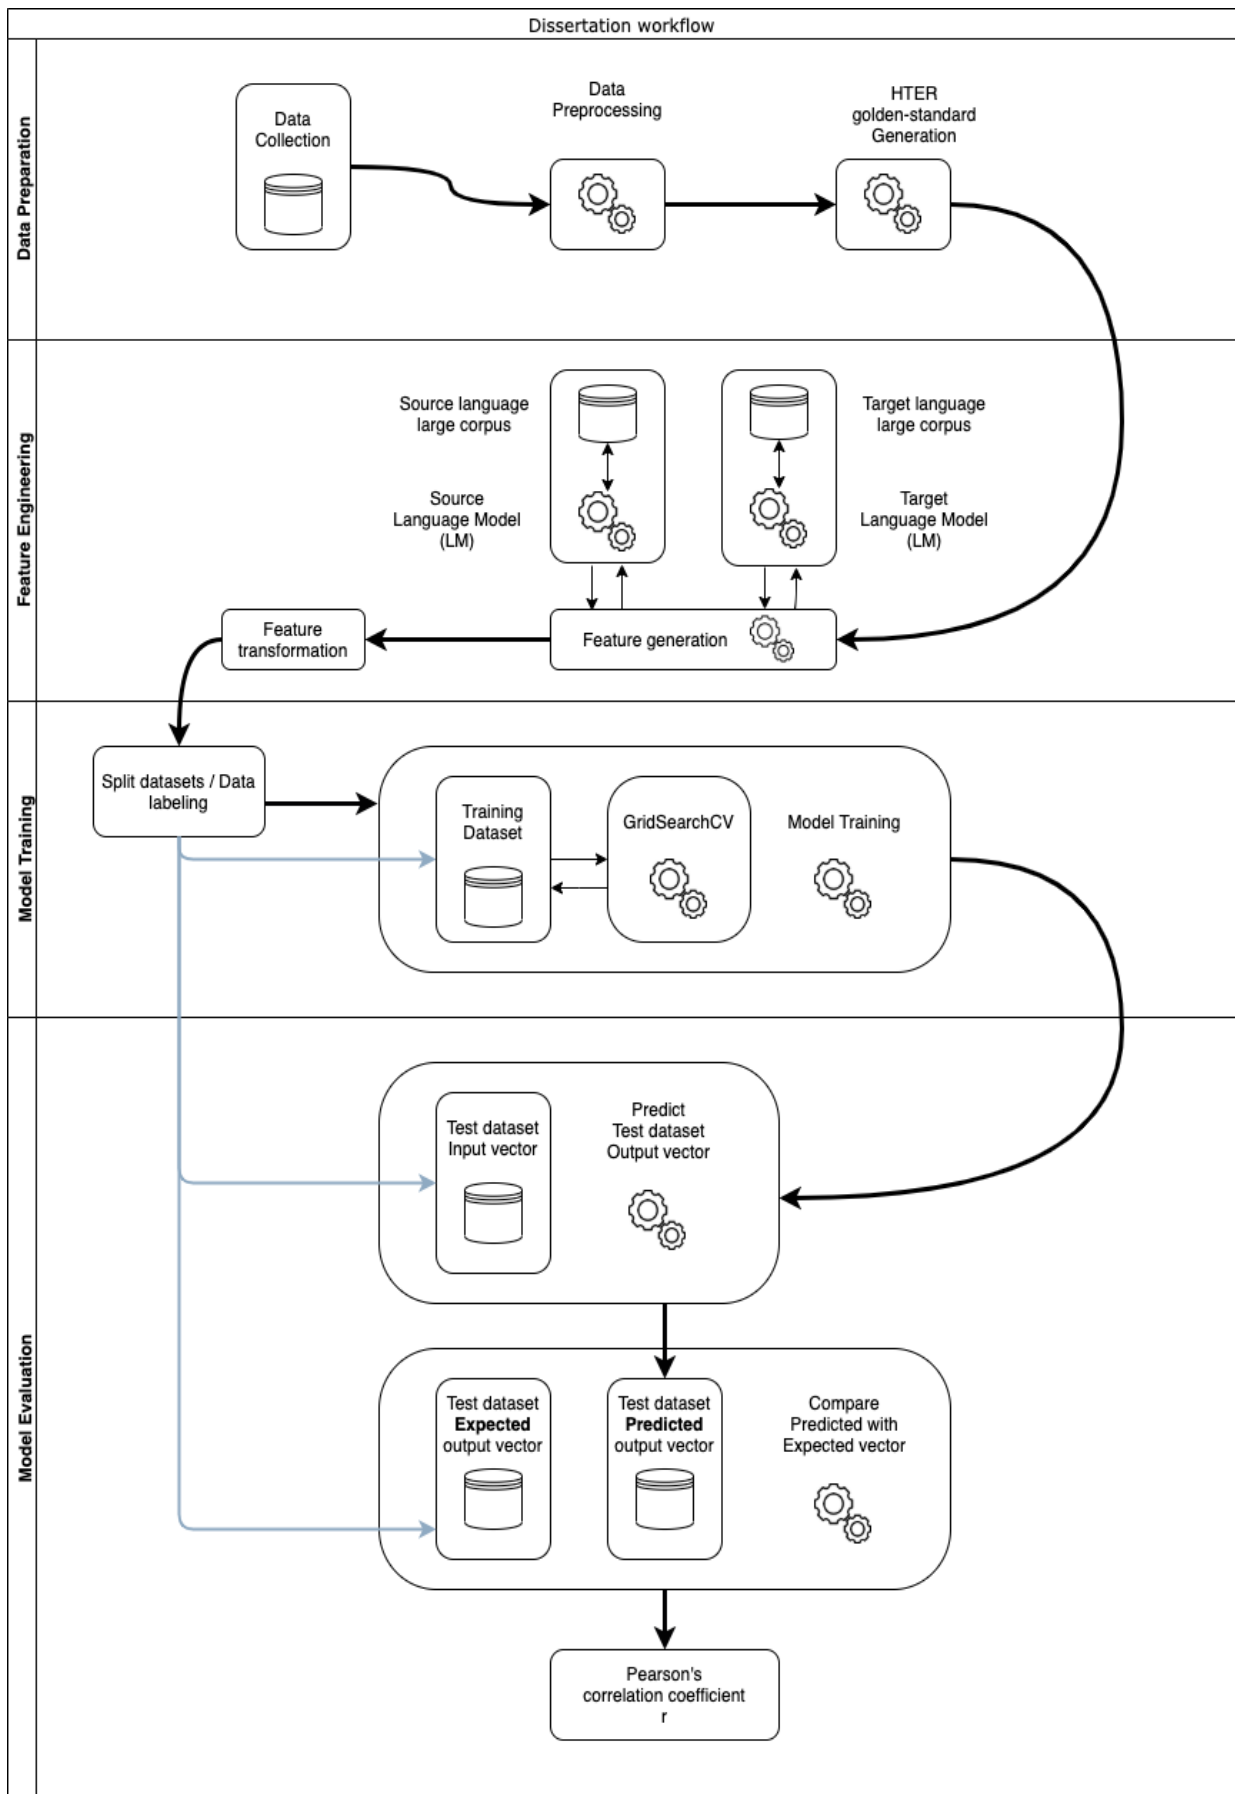 Dissertation workflow
Data Preparation
Data
Collection
Data
Preprocessing
HTER
golden-standard
Generation
Feature Engineering
Source language
large corpus
Source
Language Model
(LM)
Target language
large corpus
Target
Language Model
(LM)
Feature
transformation
Feature generation
Model Training
Split datasets / Data
labeling
Training
Dataset
GridSearchCV
Model Training
Model Evaluation
Test dataset
Input vector
Predict
Test dataset
Output vector
Test dataset
Expected
output vector
Test dataset
Predicted
output vector
Compare
Predicted with
Expected vector
Pearson's
correlation coefficient
r